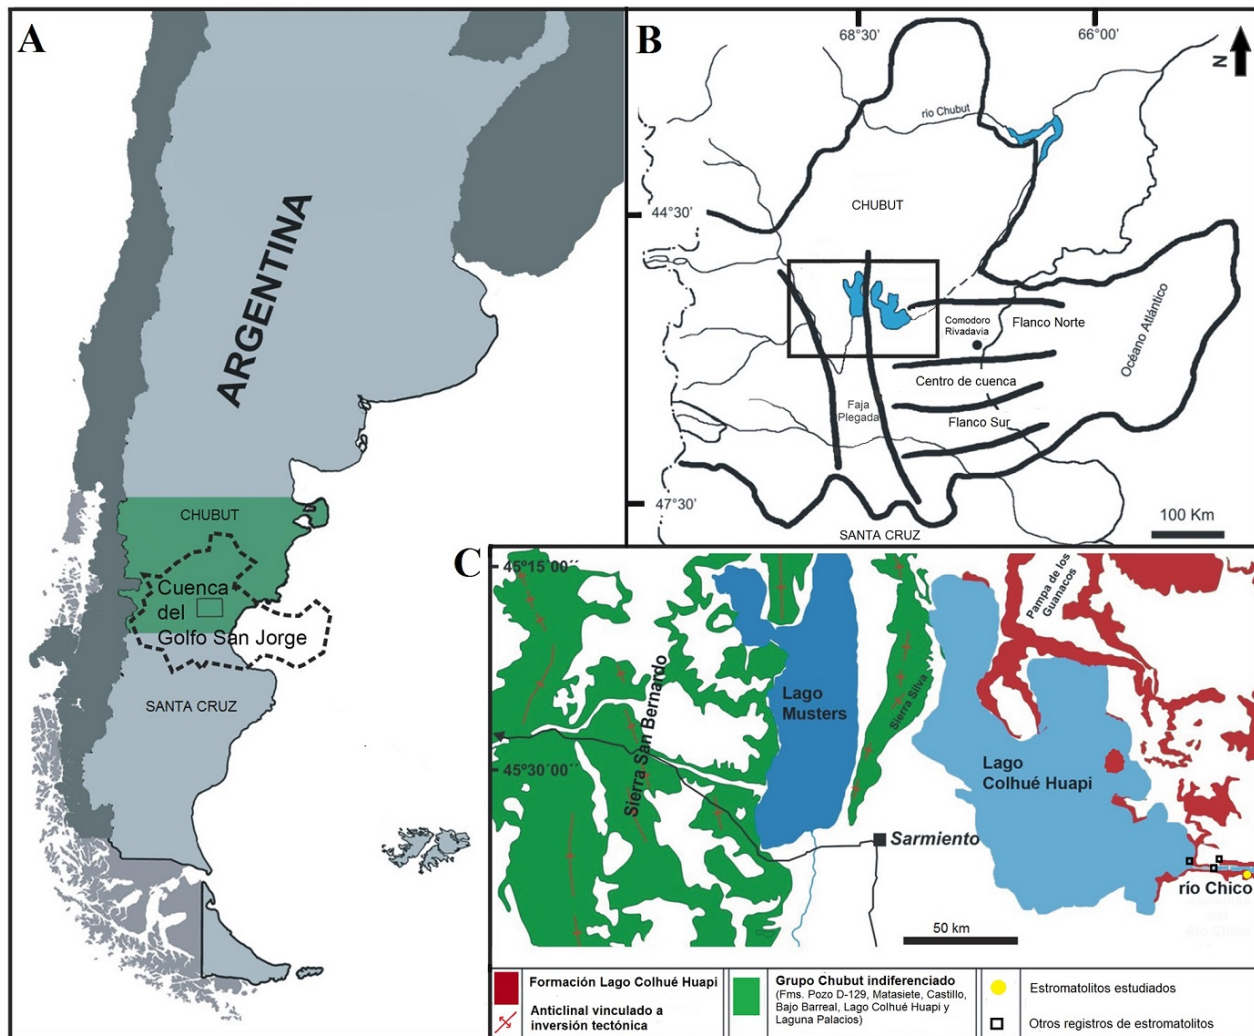 A
ARGENTINA
CHUBUT
Cuenca
del
Golfo San Jorge
SANTA CRUZ
B
68°30'
66°00'
N
río Chubut
44°30'
CHUBUT
Comodoro
Rivadavia
Flanco Norte
Océano Atlántico
Centro de cuenca
Faja
Plegada
Flanco Sur
47°30'
100 Km
SANTA CRUZ
C
45°15´00´´
Pampa de los
Guanacos
Sierra San Bernardo
Lago
Musters
Sierra Silva
45º30´00´´
Lago
Colhué Huapi
Sarmiento
río Chico
50 km
Formación Lago Colhué Huapi
Anticlinal vinculado a
inversión tectónica
Grupo Chubut indiferenciado
(Fms. Pozo D-129, Matasiete, Castillo,
Bajo Barreal, Lago Colhué Huapi y
Laguna Palacios)
Estromatolitos estudiados
Otros registros de estromatolitos